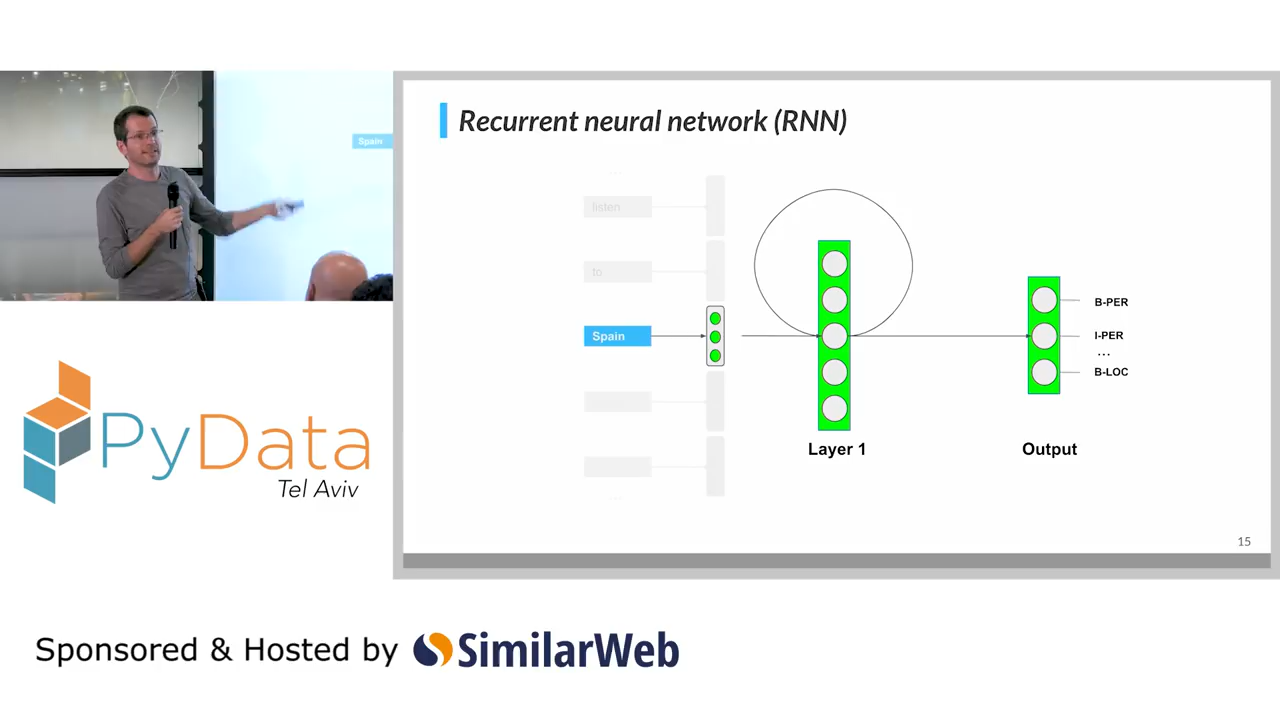 Spain
Recurrent neural network (RNN)
...
listen
to
Spain
...
B-PER
I-PER
...
B-LOC
Layer 1
Output
15
PyData
Tel Aviv
Sponsored & Hosted by SimilarWeb